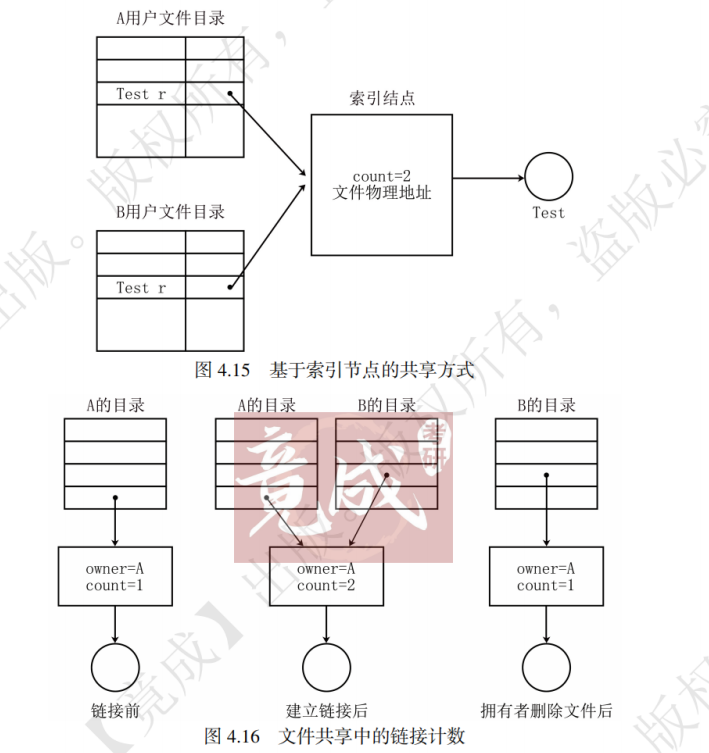 A用户文件目录
Test r
索引结点
count=2
文件物理地址
Test
B用户文件目录
Test r
图 4.15 基于索引节点的共享方式
A的目录
A的目录
B的目录
B的目录
owner=A
count=1
owner=A
count=2
owner=A
count=1
链接前
建立链接后
拥有者删除文件后
图 4.16 文件共享中的链接计数
竟成
考研
【竟成】出版。版权所有，盗版必究